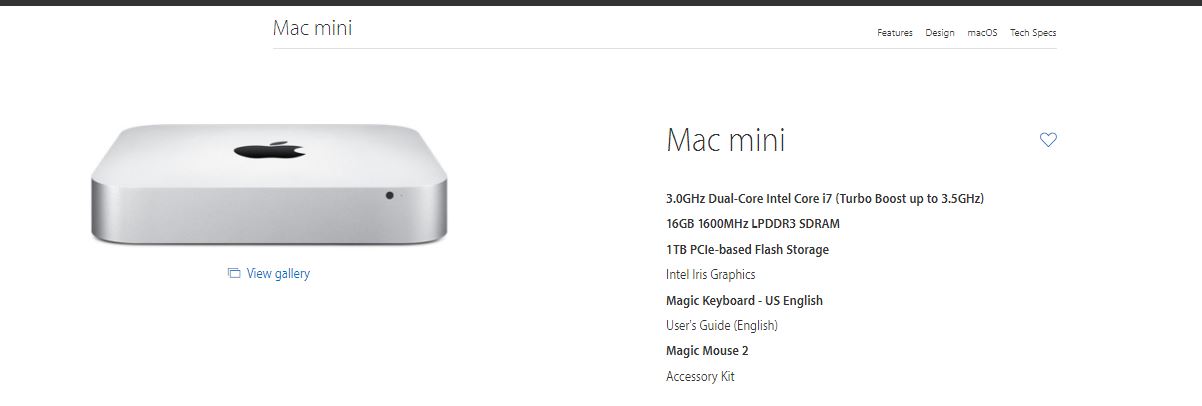 Mac mini
Features Design macOS Tech Specs
Mac mini
3.0GHz Dual-Core Intel Core i7 (Turbo Boost up to 3.5GHz)
16GB 1600MHz LPDDR3 SDRAM
1TB PCIe-based Flash Storage
Intel Iris Graphics
Magic Keyboard - US English
User's Guide (English)
Magic Mouse 2
Accessory Kit
View gallery